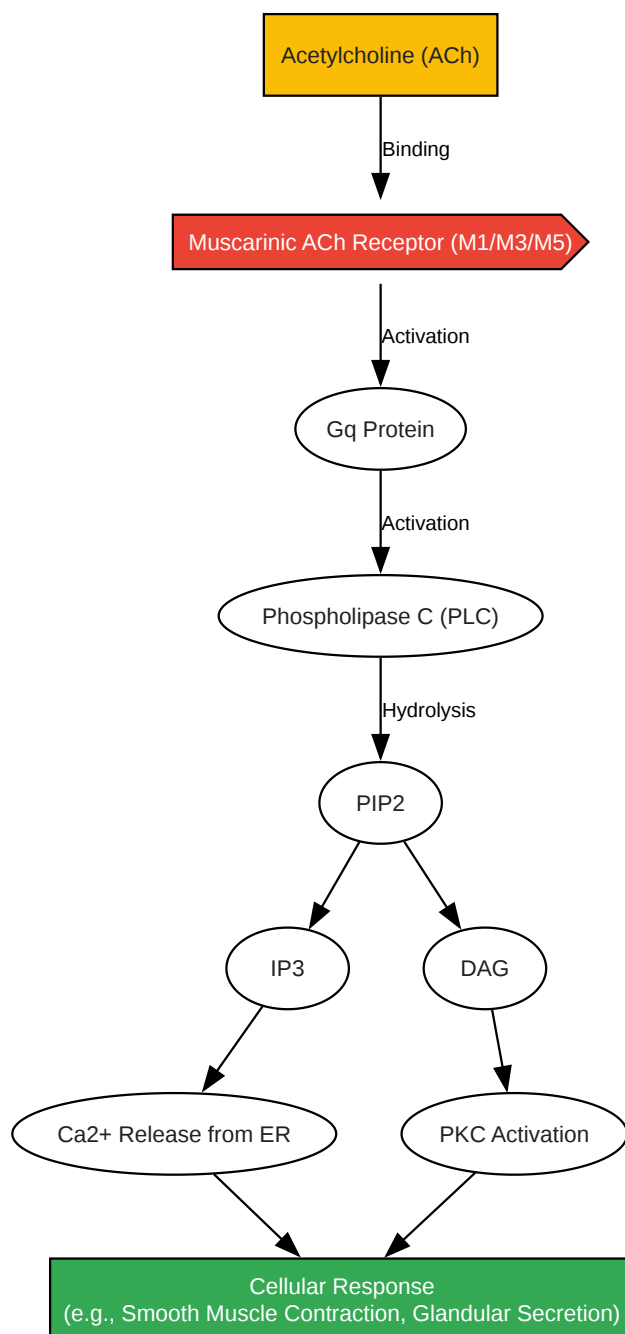 Acetylcholine (ACh)
Binding
Muscarinic ACh Receptor (M1/M3/M5)
Activation
Gq Protein
Activation
Phospholipase C (PLC)
Hydrolysis
PIP2
IP3
DAG
Ca2+ Release from ER
PKC Activation
Cellular Response
(e.g., Smooth Muscle Contraction, Glandular Secretion)